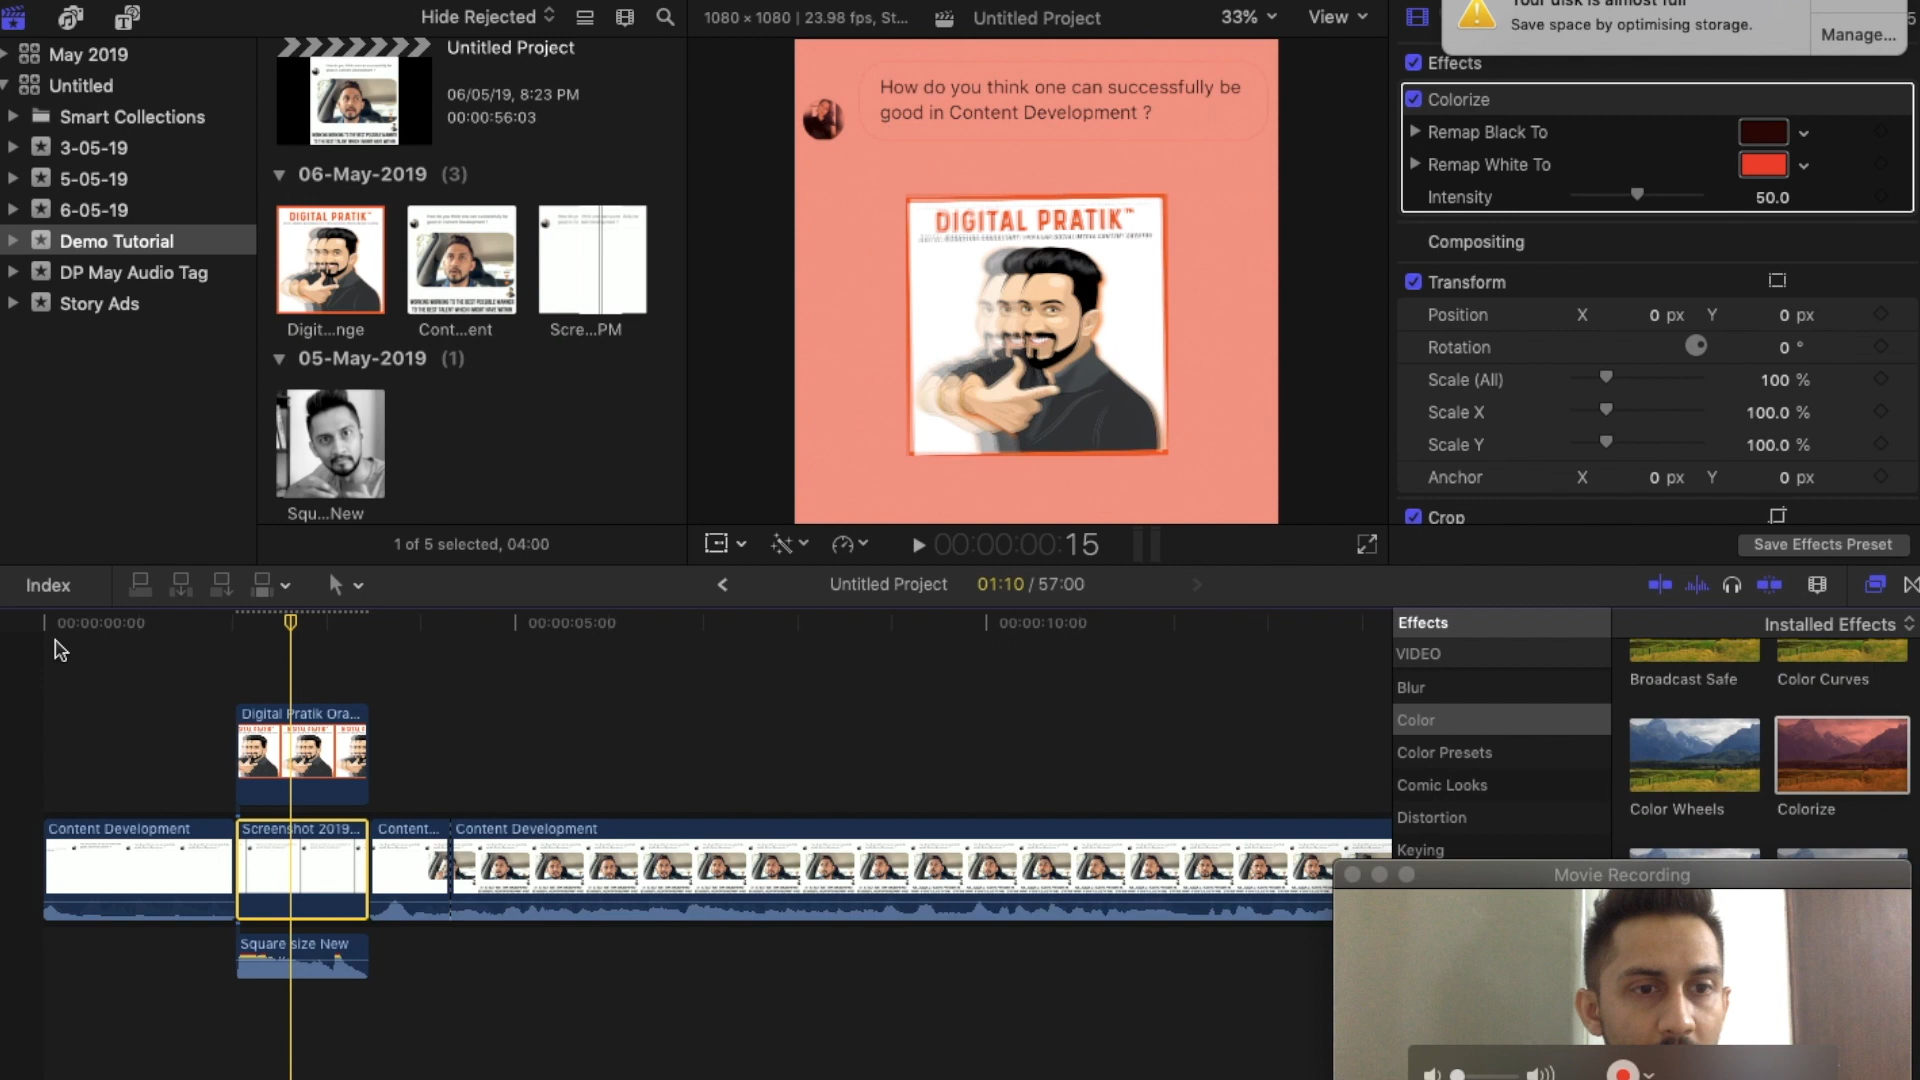 Hide Rejected
1080 × 1080 | 23.98 fps, St...
Untitled Project
33%
View
Your disk is almost full
Save space by optimising storage.
Manage...
May 2019
Untitled
Smart Collections
3-05-19
5-05-19
6-05-19
Demo Tutorial
DP May Audio Tag
Story Ads
Untitled Project
06/05/19, 8:23 PM
00:00:56:03
06-May-2019 (3)
DIGITAL PRATIK™
Digit...nge
Cont...ent
Scre...PM
05-May-2019 (1)
Squ...New
1 of 5 selected, 04:00
How do you think one can successfully be
good in Content Development ?
DIGITAL PRATIK™
00:00:00:15
Effects
Colorize
Remap Black To
Remap White To
Intensity 50.0
Compositing
Transform
Position X 0 px Y 0 px
Rotation 0 °
Scale (All) 100 %
Scale X 100.0 %
Scale Y 100.0 %
Anchor X 0 px Y 0 px
Crop
Save Effects Preset
Index
Untitled Project
01:10 / 57:00
00:00:00:00
00:00:05:00
00:00:10:00
Digital Pratik Ora...
Content Development
Screenshot 2019...
Content...
Content Development
Square size New
Effects
Installed Effects
VIDEO
Blur
Color
Color Presets
Comic Looks
Distortion
Keying
Broadcast Safe
Color Curves
Color Wheels
Colorize
Movie Recording